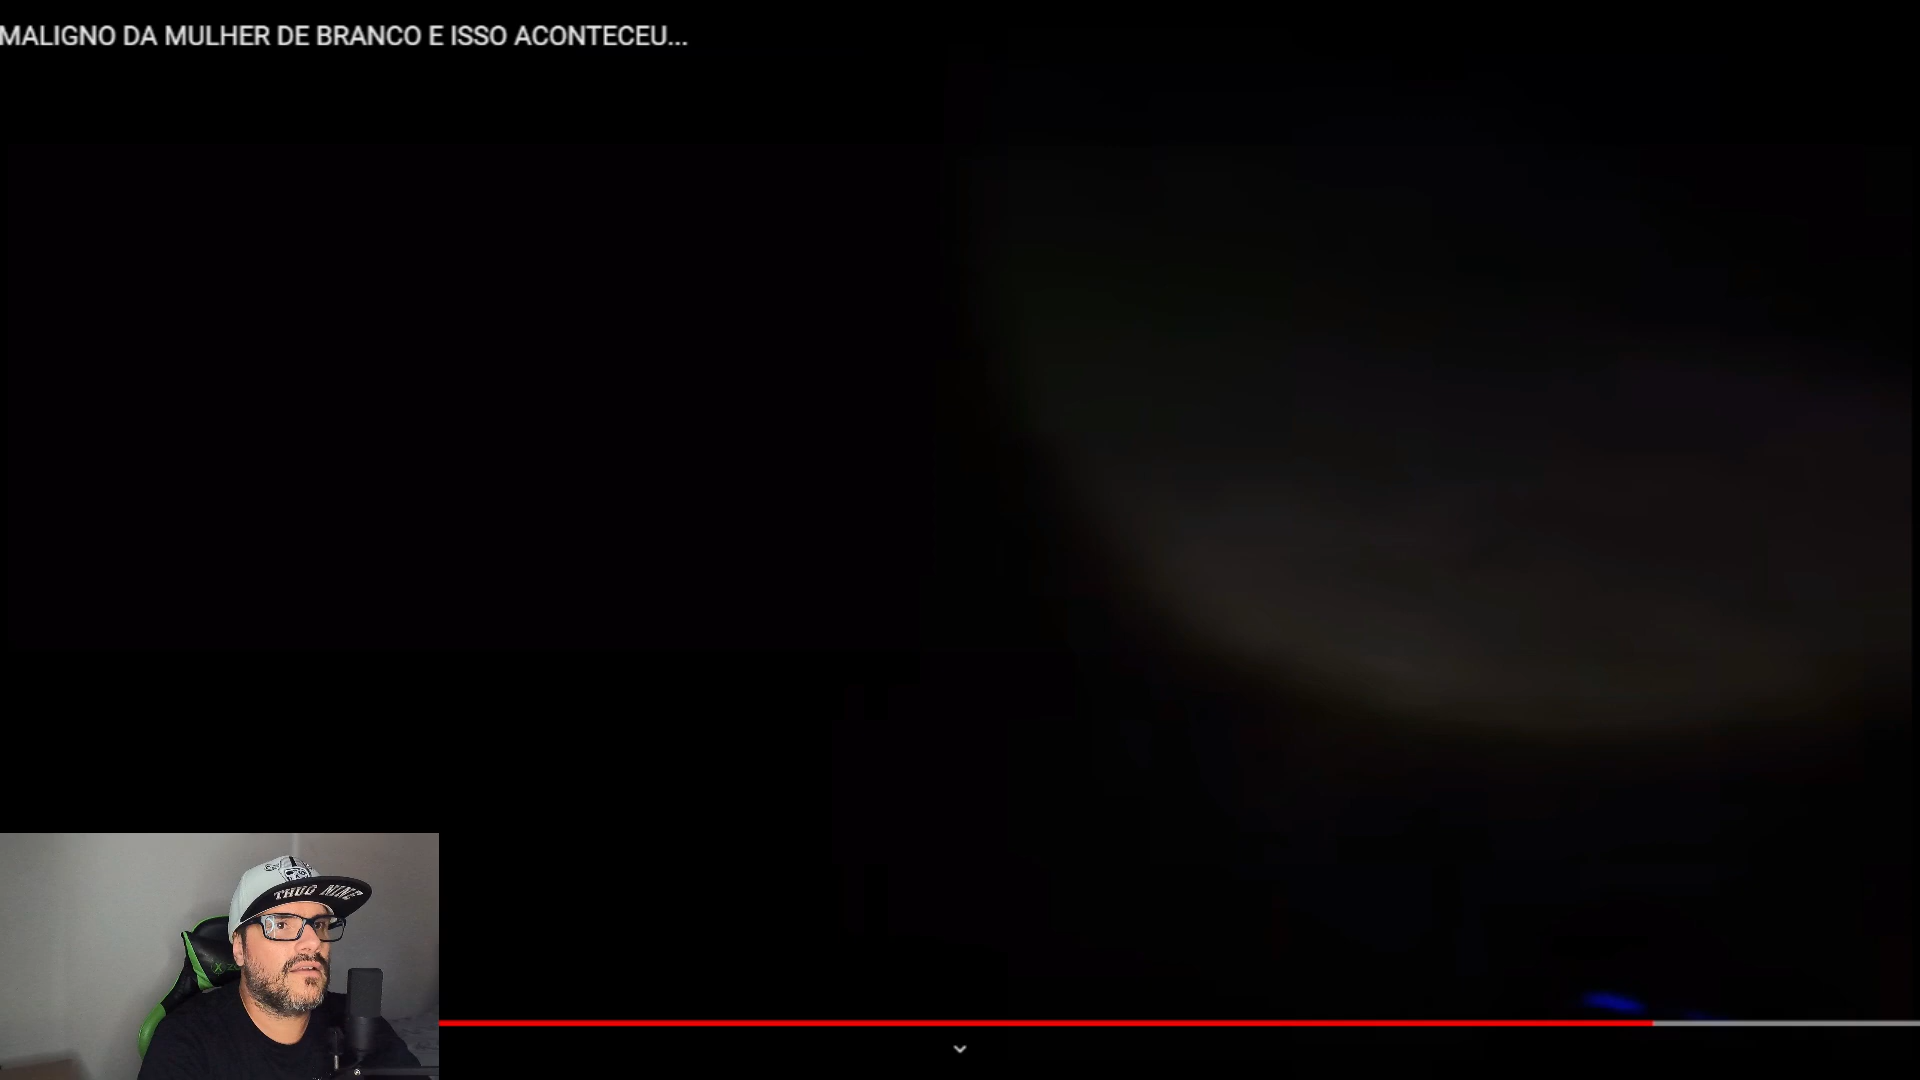 MALIGNO DA MULHER DE BRANCO E ISSO ACONTECEU...
THUG NINE